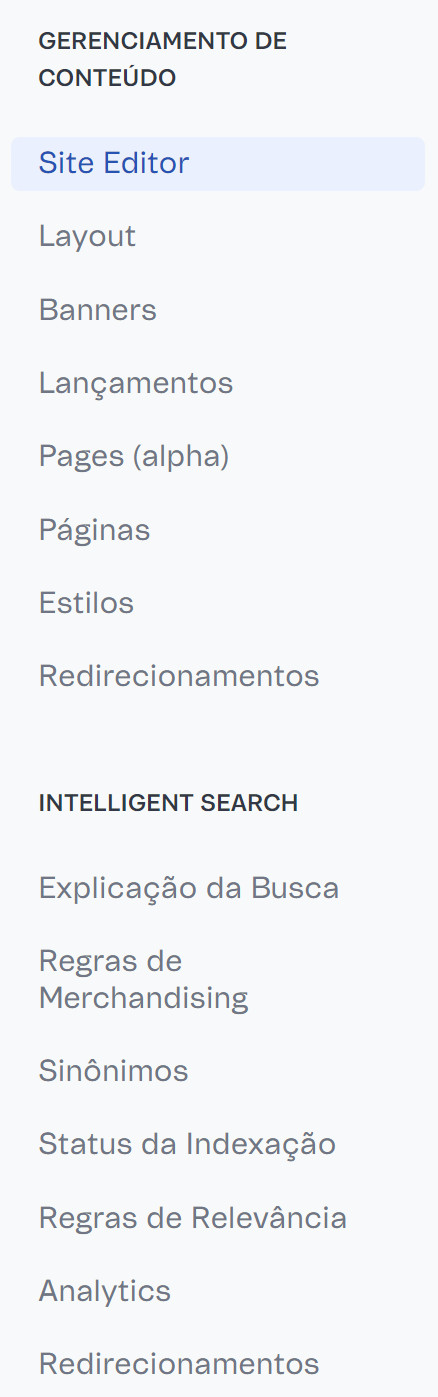 GERENCIAMENTO DE
CONTEÚDO
Site Editor
Layout
Banners
Lançamentos
Pages (alpha)
Páginas
Estilos
Redirecionamentos
INTELLIGENT SEARCH
Explicação da Busca
Regras de
Merchandising
Sinônimos
Status da Indexação
Regras de Relevância
Analytics
Redirecionamentos